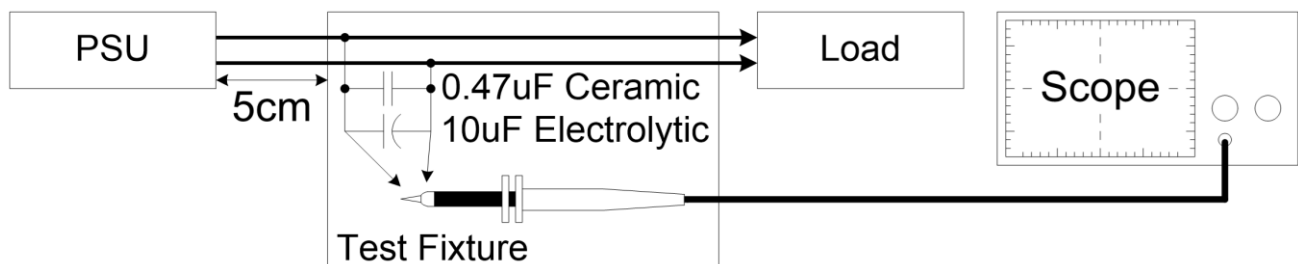 PSU
Load
Scope
5cm
0.47uF Ceramic
10uF Electrolytic
Test Fixture